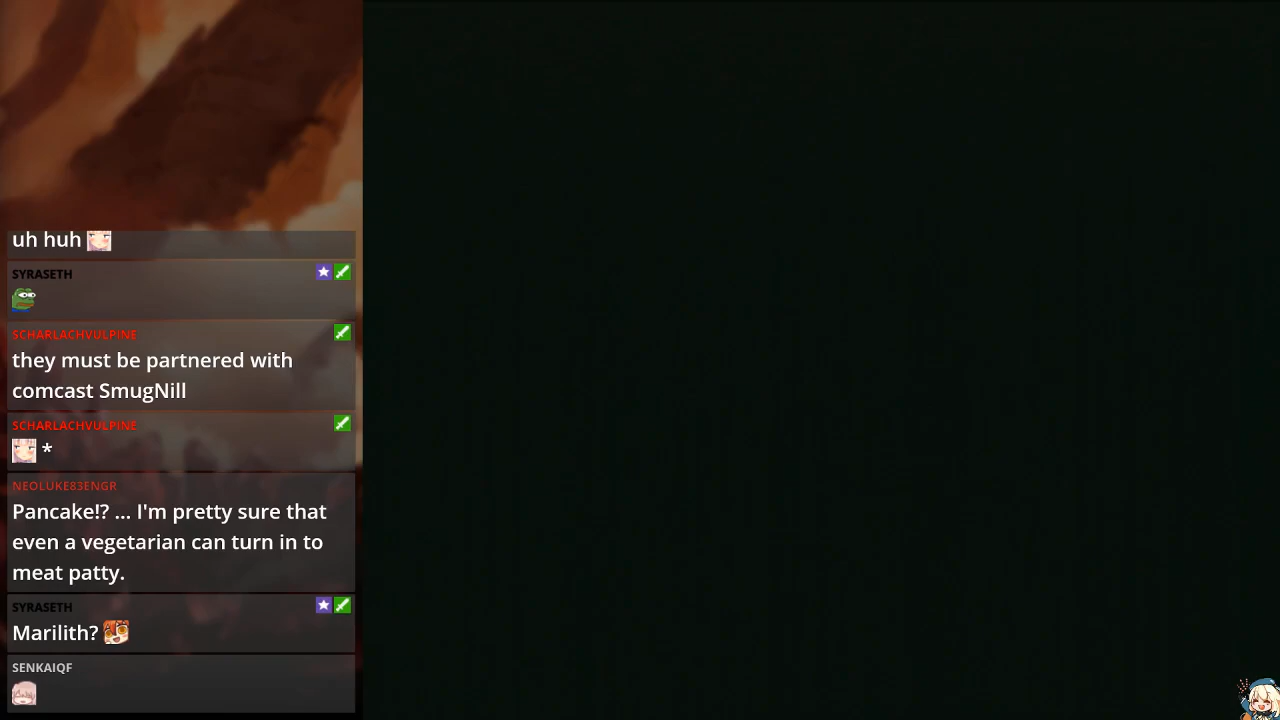 uh huh
SYRASETH
SCHARLACHVULPINE
they must be partnered with
comcast SmugNill
SCHARLACHVULPINE
*
NEOLUKE83ENGR
Pancake!? ... I'm pretty sure that
even a vegetarian can turn in to
meat patty.
SYRASETH
Marilith?
SENKAIQF